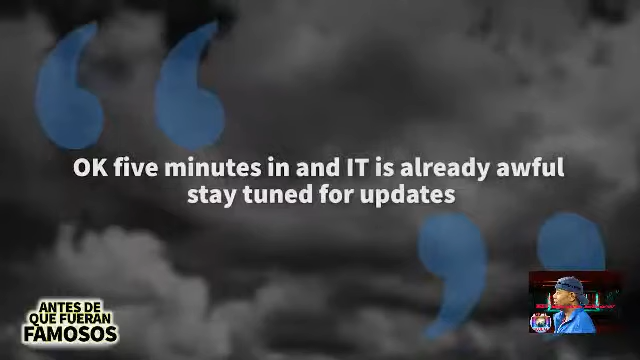 OK five minutes in and IT is already awful
stay tuned for updates
ANTES DE
QUE FUERAN
FAMOSOS